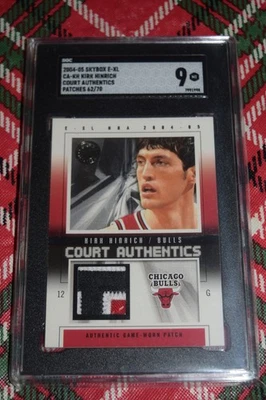 SGC
2004-05 SKYBOX E-XL
CA-KH KIRK HINRICH
COURT AUTHENTICS
PATCHES 62/70
9
E-XL NBA 2004-05
KIRK HINRICH / BULLS
COURT AUTHENTICS
CHICAGO
BULLS
12
G
AUTHENTIC GAME-WORN PATCH